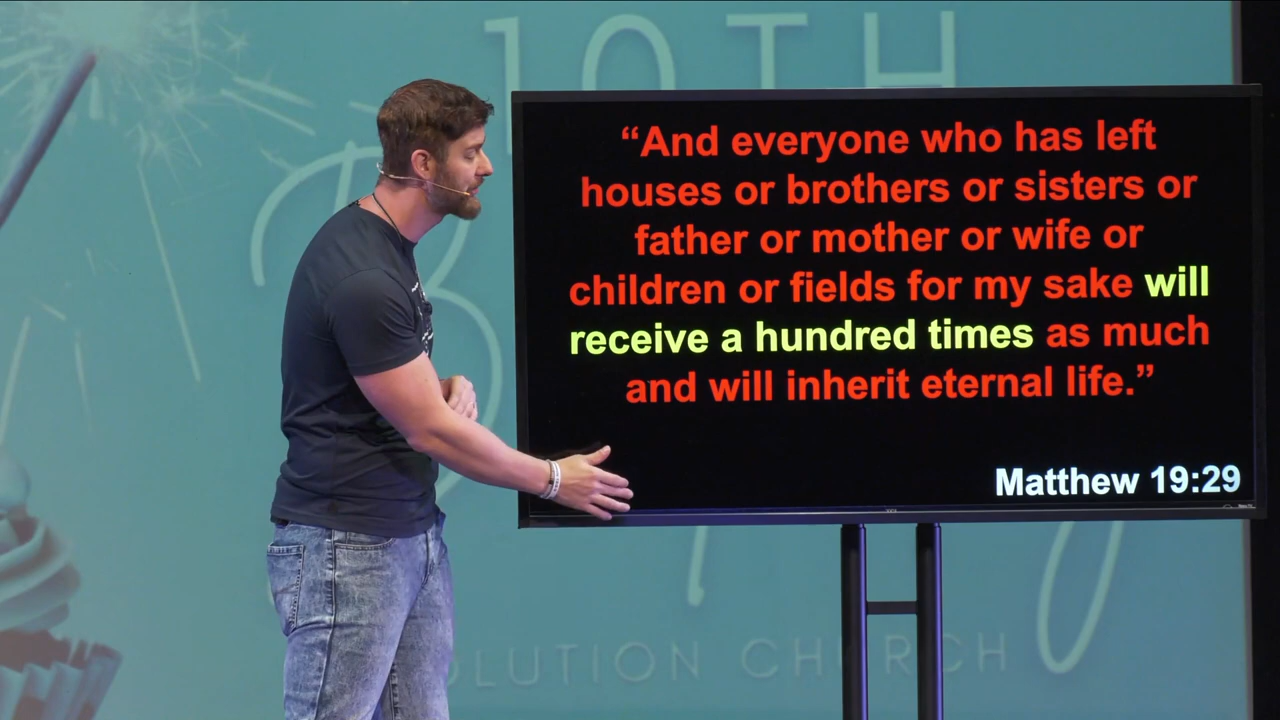 10TH
B
“And everyone who has left
houses or brothers or sisters or
father or mother or wife or
children or fields for my sake will
receive a hundred times as much
and will inherit eternal life.”
Matthew 19:29
OLUTION CHURCH